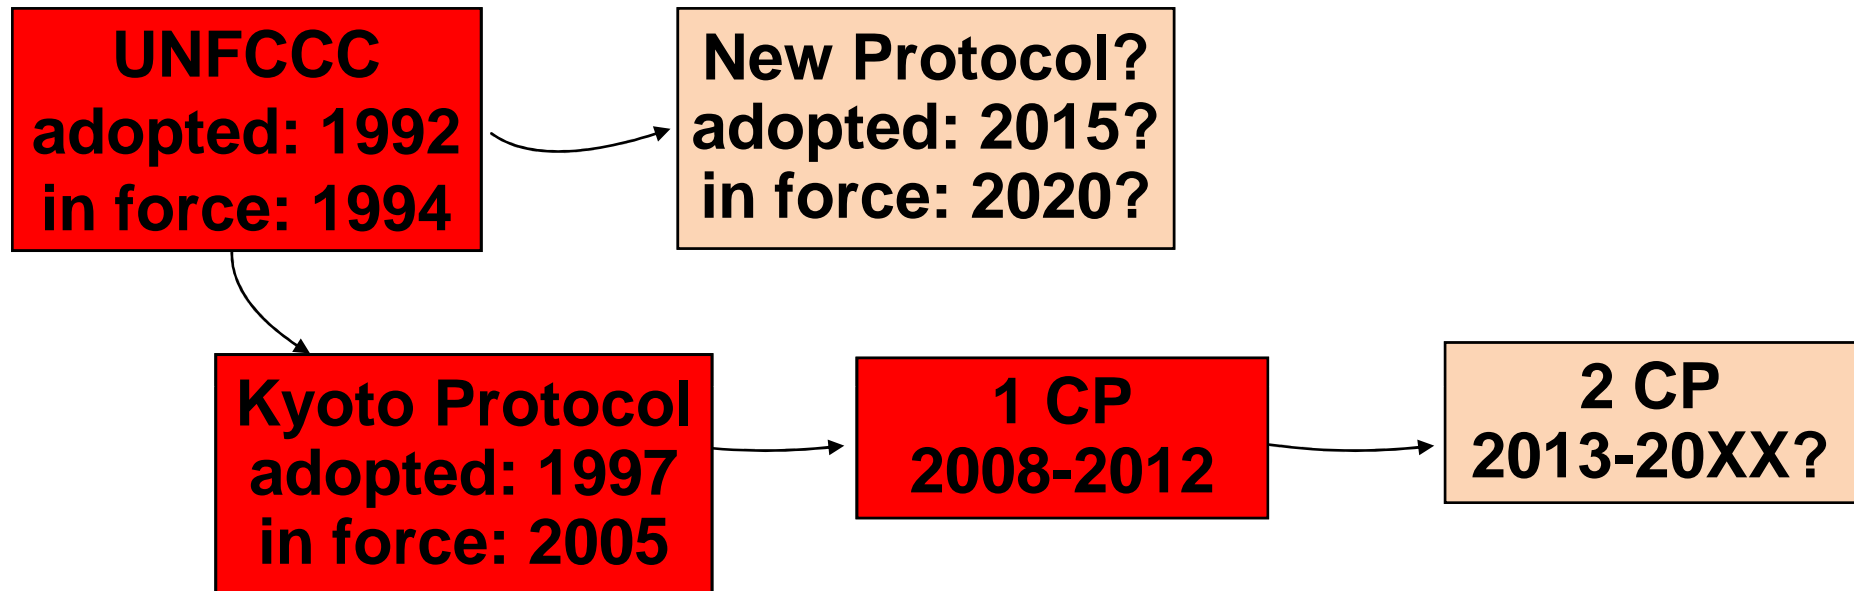 UNFCCC
adopted: 1992
in force: 1994
New Protocol?
adopted: 2015?
in force: 2020?
Kyoto Protocol
adopted: 1997
in force: 2005
1 CP
2008-2012
2 CP
2013-20XX?